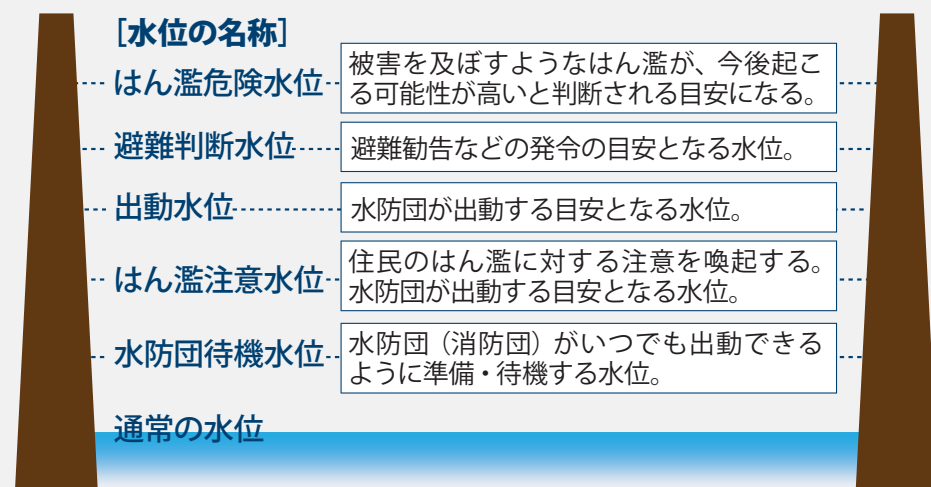 ［水位の名称］
はん濫危険水位
被害を及ぼすようなはん濫が、今後起こ
る可能性が高いと判断される目安になる。
避難判断水位
避難勧告などの発令の目安となる水位。
出動水位
水防団が出動する目安となる水位。
はん濫注意水位
住民のはん濫に対する注意を喚起する。
水防団が出動する目安となる水位。
水防団待機水位
水防団（消防団）がいつでも出動できる
ように準備・待機する水位。
通常の水位